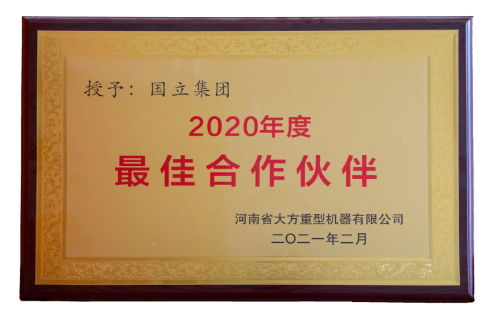 授予：国立集团
2020年度
最佳合作伙伴
河南省大方重型机器有限公司
二〇二一年二月